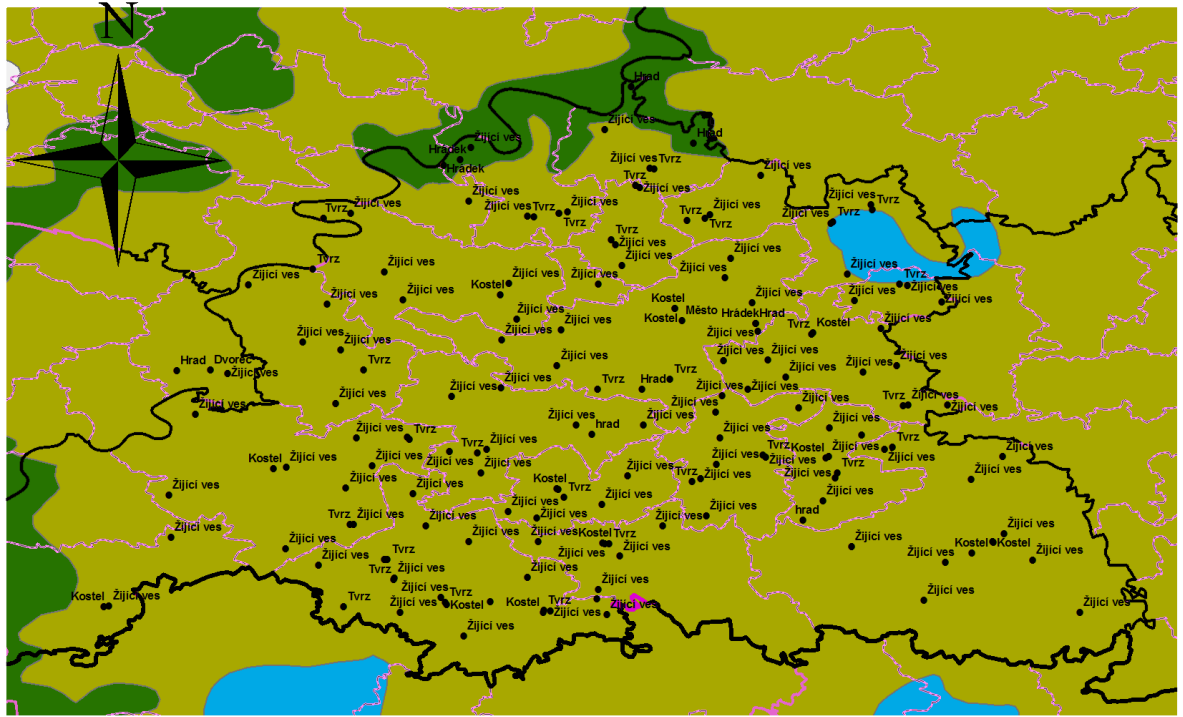 N
Hrad
Žijící ves
Hrad
Žijící ves
Hrádek
Hrádek
Žijící ves Tvrz
Žijící ves
Tvrz
Žijící ves
Žijící ves
Žijící ves
Tvrz Žijící ves
Žijící ves Tvrz
Žijící ves
Tvrz
Žijící ves
Tvrz
Žijící ves
Tvrz
Tvrz
Žijící ves
Žijící ves
Žijící ves
Tvrz
Žijící ves
Žijící ves
Žijící ves
Žijící ves
Žijící ves
Žijící ves
Tvrz
Kostel
Žijící ves
Žijící ves
Žijící ves
Žijící ves
Žijící ves
Žijící ves
Kostel
Město
Kostel
Žijící ves
Hrádek Hrad
Žijící ves
Tvrz Kostel
Žijící ves
Žijící ves
Žijící ves
Žijící ves
Žijící ves
Žijící ves
Hrad Dvorec
Žijící ves
Tvrz
Žijící ves
Žijící ves
Žijící ves
Žijící ves
Žijící ves
Žijící ves
Tvrz
Hrad
Tvrz
Žijící ves
Žijící ves
Žijící ves
Žijící ves
Žijící ves
Žijící ves
Žijící ves
Žijící ves
Žijící ves
hrad
Žijící ves
Žijící ves
Žijící ves
Žijící ves
Tvrz
Žijící ves
Tvrz
Žijící ves
Kostel Žijící ves
Žijící ves
Žijící ves
Žijící ves
Žijící ves
Tvrz
Žijící ves
Kostel
Žijící ves
Tvrz
Žijící ves
Žijící ves
Tvrz
Žijící ves
Žijící ves
Žijící ves
Žijící ves
Žijící ves
Kostel
Tvrz
Žijící ves
Tvrz
Žijící ves
Žijící ves
hrad
Žijící ves
Tvrz Žijící ves
Žijící ves
Žijící ves
Žijící ves
Žijící ves
Žijící ves
Žijící ves
Žijící ves
Žijící ves
Kostel Tvrz
Žijící ves
Žijící ves
Žijící ves
Žijící ves
Žijící ves
Kostel Kostel
Žijící ves
Tvrz
Tvrz
Žijící ves
Žijící ves
Žijící ves
Žijící ves
Žijící ves
Kostel Žijící ves
Tvrz
Žijící ves
Tvrz
Kostel
Kostel
Tvrz
Žijící ves
Žijící ves
Žijící ves
Žijící ves